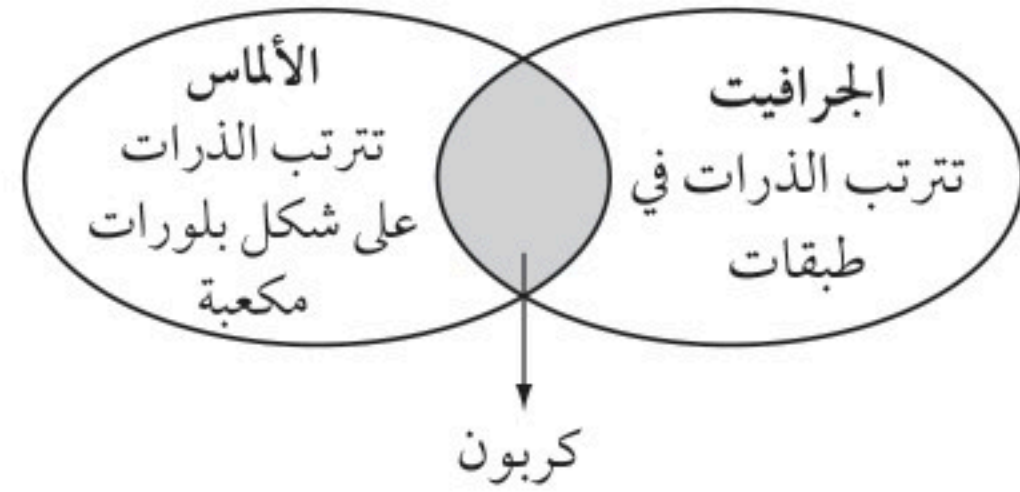 الجرافيت
تترتب الذرات في
طبقات
الألماس
تترتب الذرات
على شكل بلورات
مكعبة
كربون